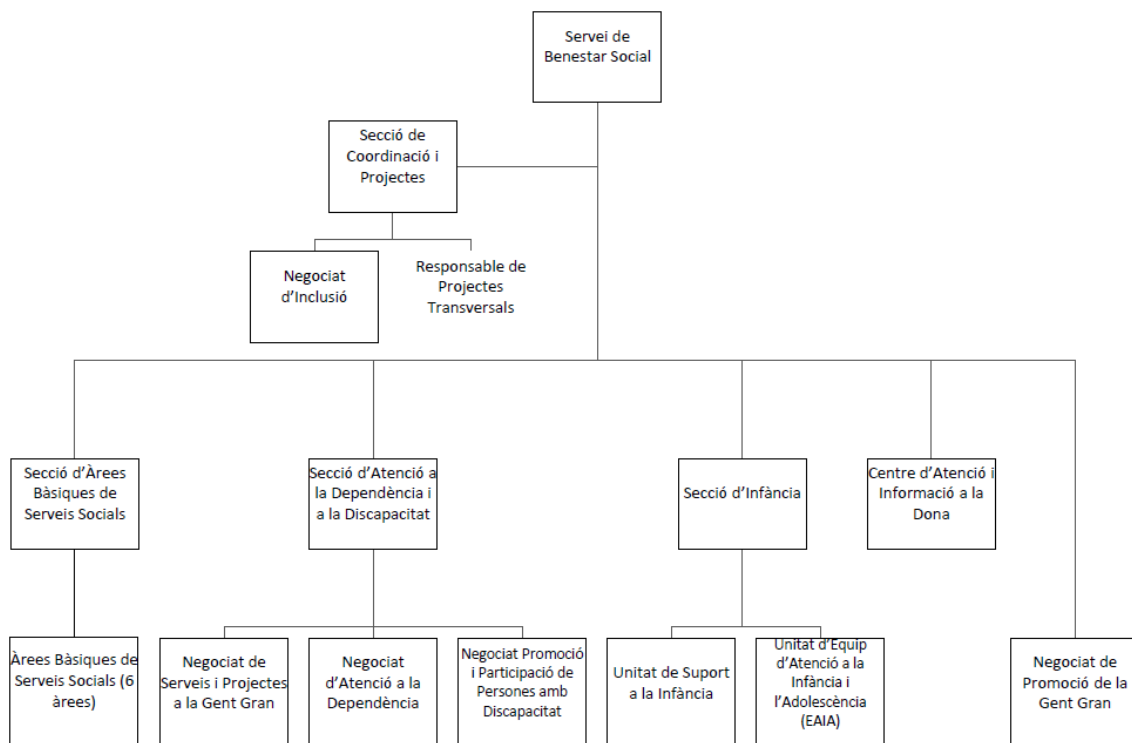 Servei de
Benestar Social
Secció de
Coordinació i
Projectes
Negociat
d’Inclusió
Responsable de
Projectes
Transversals
Secció d’Àrees
Bàsiques de
Serveis Socials
Secció d’Atenció a
la Dependència i
a la Discapacitat
Secció d’Infància
Centre d’Atenció i
Informació a la
Dona
Àrees Bàsiques de
Serveis Socials (6
àrees)
Negociat de
Serveis i Projectes
a la Gent Gran
Negociat
d’Atenció a la
Dependència
Negociat Promoció
i Participació de
Persones amb
Discapacitat
Unitat de Suport
a la Infància
Unitat d’Equip
d’Atenció a la
Infància i
l’Adolescència
(EAIA)
Negociat de
Promoció de la
Gent Gran